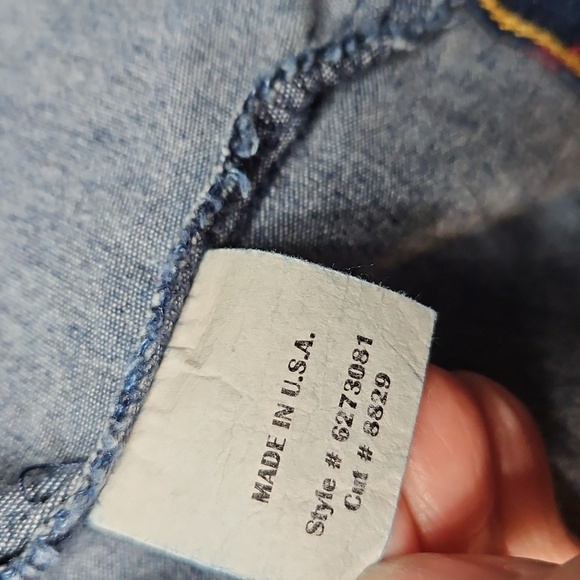 MADE IN U.S.A.
Style # 6273081
Cut # 8829